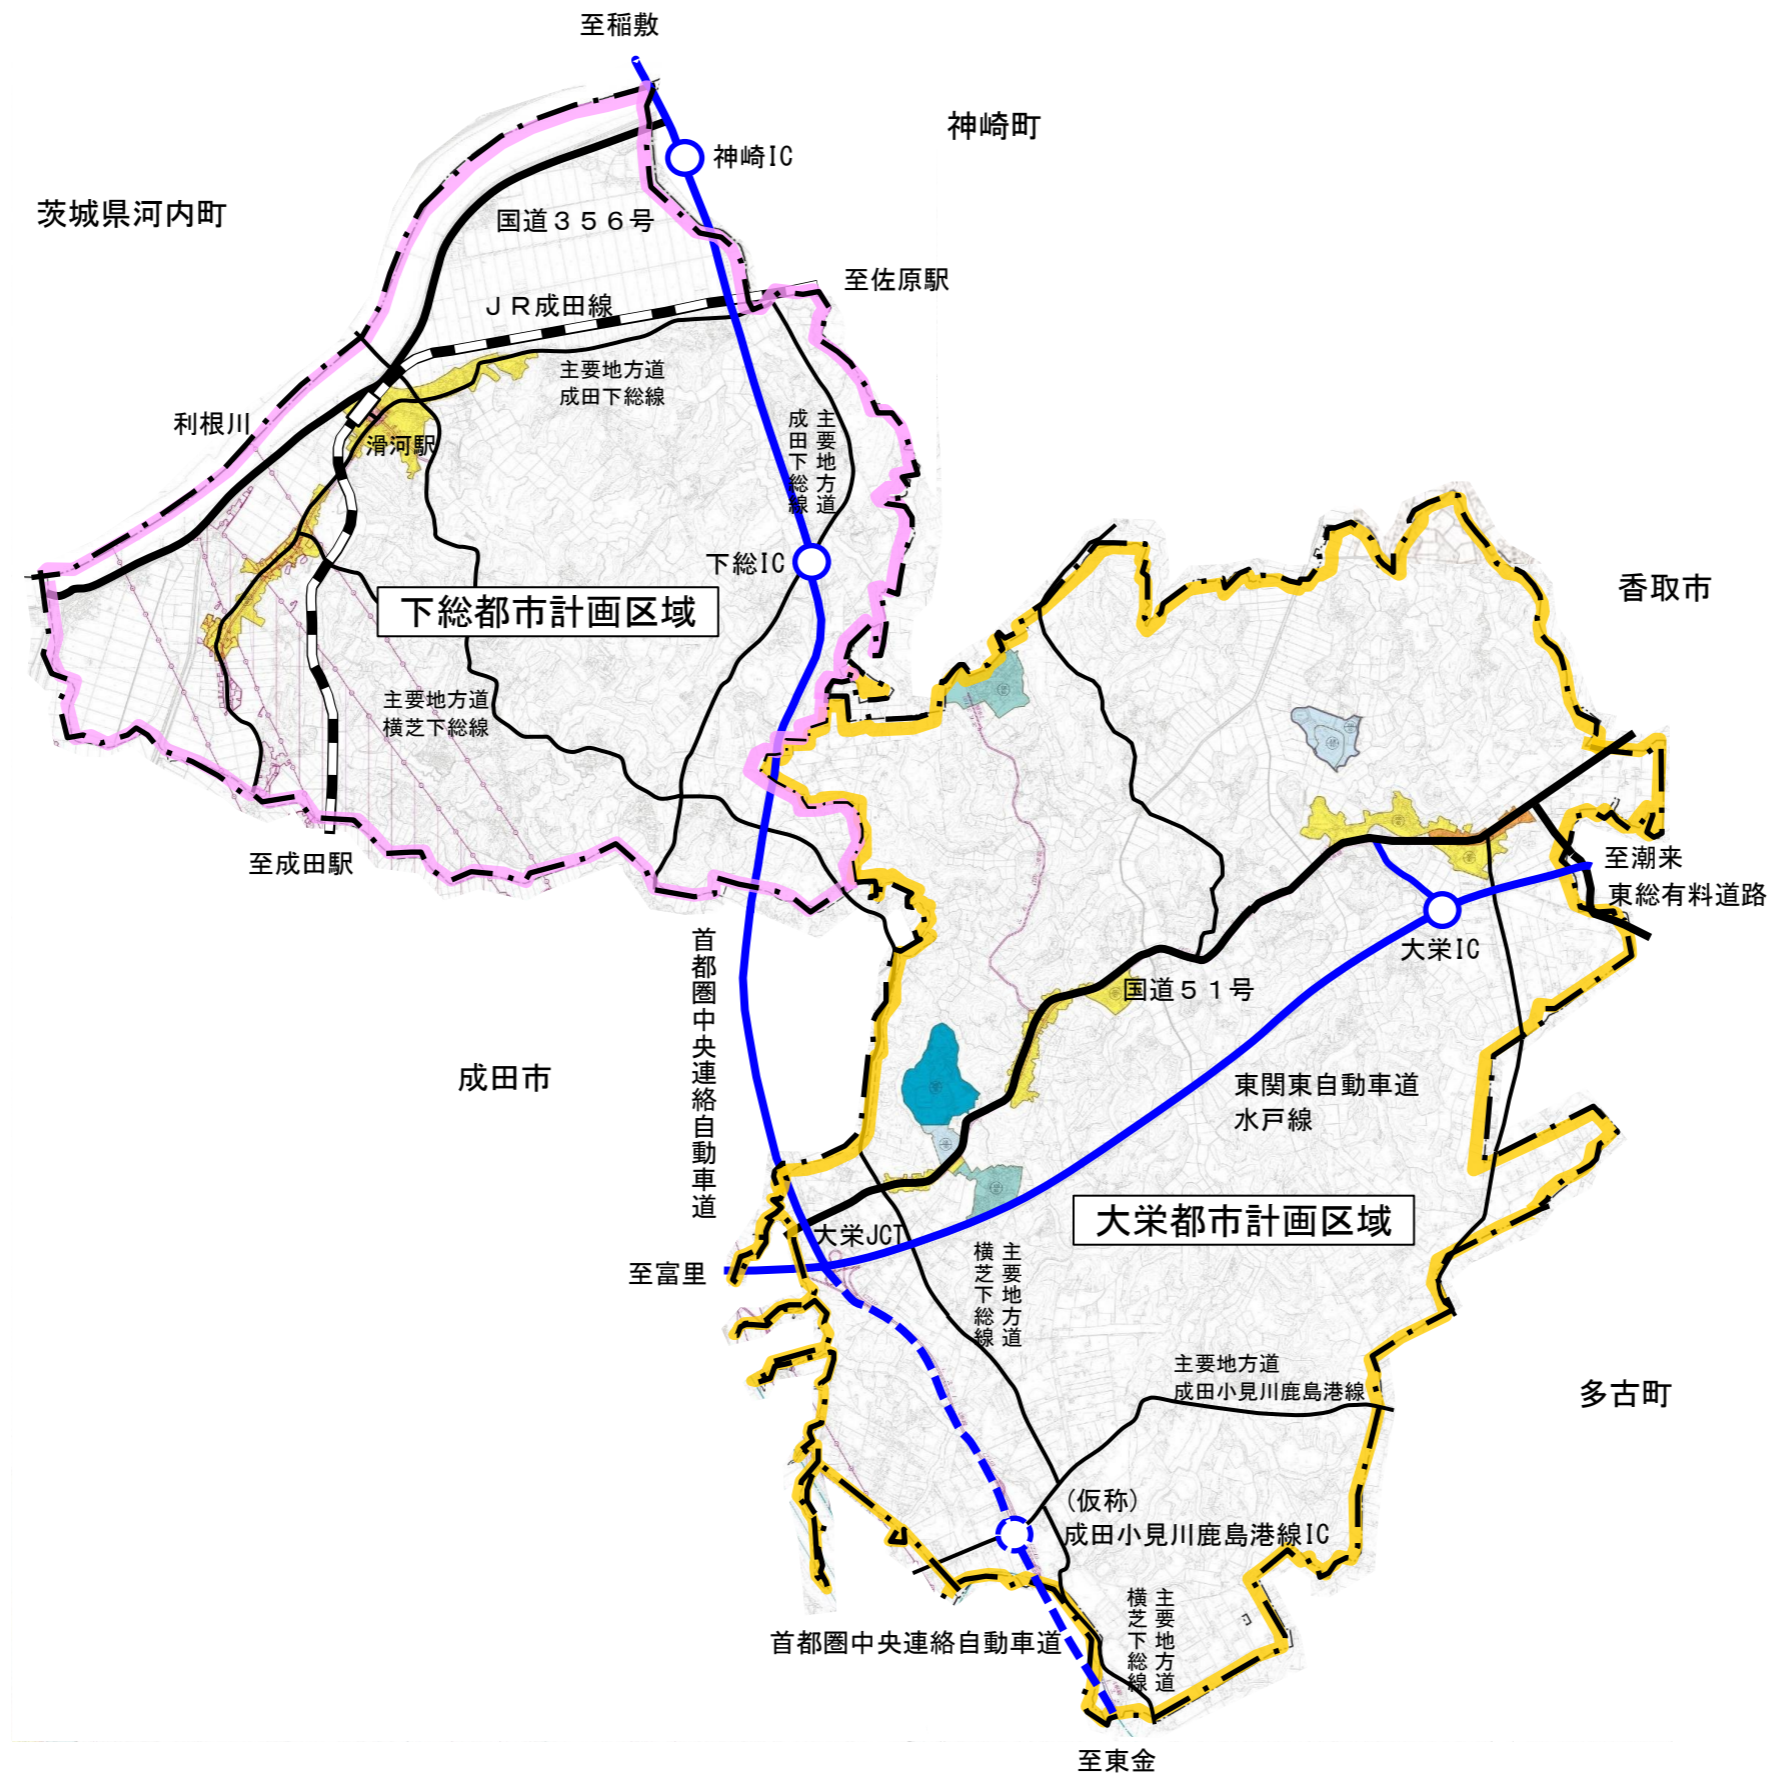 至稲敷
神崎町
神崎IC
茨城県河内町
国道３５６号
至佐原駅
ＪＲ成田線
主要地方道
成田下総線
利根川
滑河駅
主要地方道
成田下総線
下総IC
香取市
下総都市計画区域
主要地方道
横芝下総線
至成田駅
至潮来
東総有料道路
大栄IC
首都圏中央連絡自動車道
国道５１号
成田市
東関東自動車道
水戸線
大栄都市計画区域
大栄JCT
至富里
主要地方道
横芝下総線
主要地方道
成田小見川鹿島港線
多古町
(仮称)
成田小見川鹿島港線IC
首都圏中央連絡自動車道
主要地方道
横芝下総線
至東金